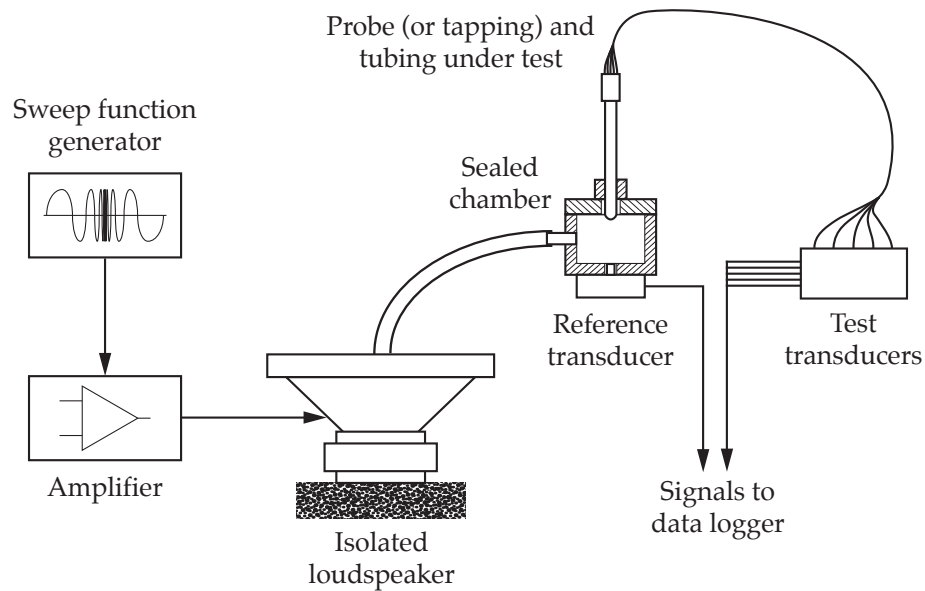 Probe (or tapping) and
tubing under test
Sweep function
generator
Sealed
chamber
Reference
transducer
Test
transducers
Amplifier
Signals to
data logger
Isolated
loudspeaker